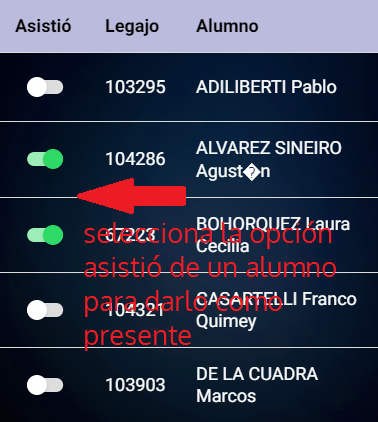 Asistió Legajo Alumno
103295 ADILIBERTI Pablo
104286 ALVAREZ SINEIRO
Agust�n
67223 BOHORQUEZ Laura
Cecilia
104321 CASARTELLI Franco
Quimey
103903 DE LA CUADRA
Marcos
selecciona la opción
asistió de un alumno
para darlo como
presente